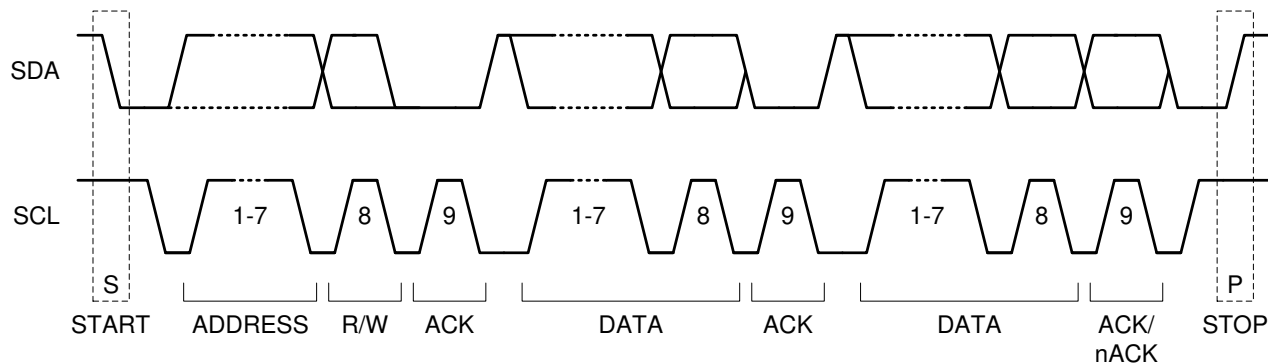 SDA
SCL
1-7 8 9 1-7 8 9 1-7 8 9
S P
START ADDRESS R/W ACK DATA ACK DATA ACK/ STOP
nACK